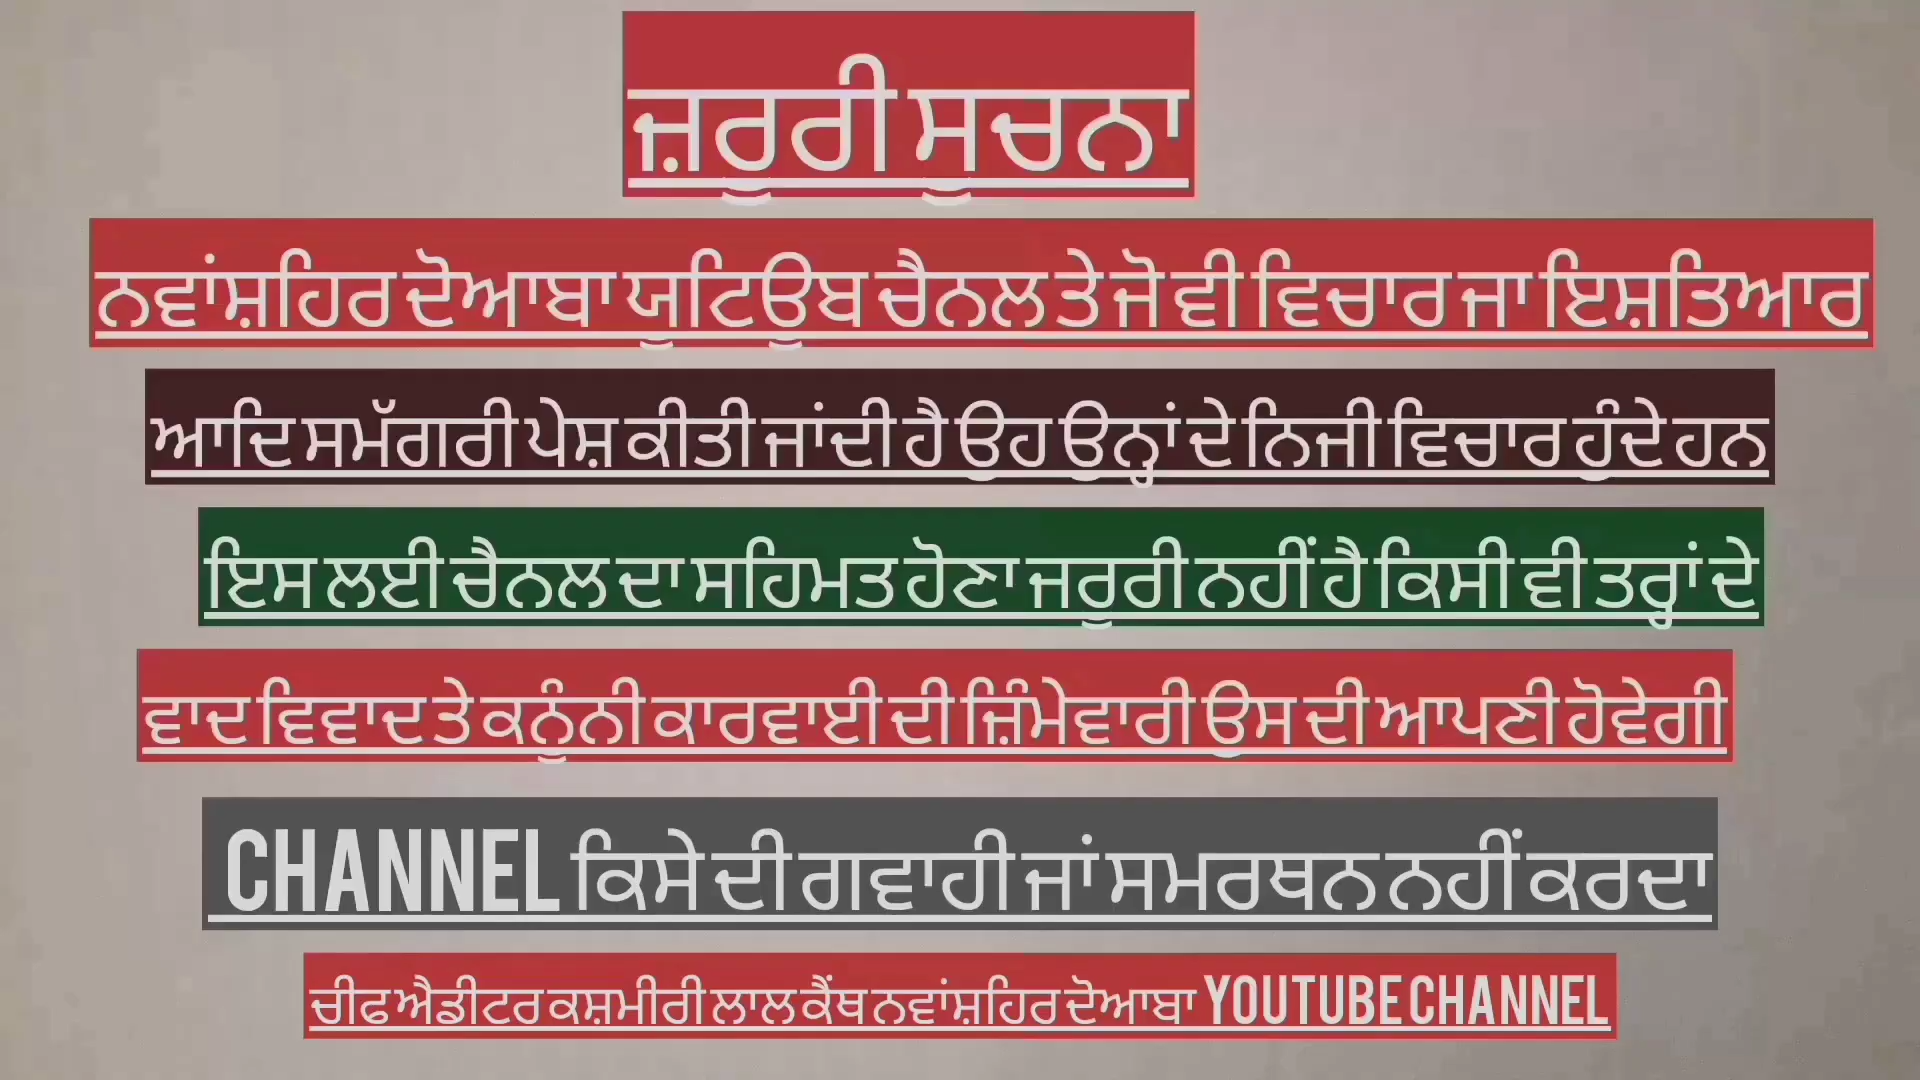 ਜ਼ਰੁਰੀ ਸੁਚਨਾ
ਨਵਾਂਸ਼ਹਿਰ ਦੋਆਬਾ ਯੁਟਿਊਬ ਚੈਨਲ ਤੇ ਜੋ ਵੀ ਵਿਚਾਰ ਜਾ ਇਸ਼ਤਿਆਰ
ਆਦਿ ਸਮੱਗਰੀ ਪੇਸ਼ ਕੀਤੀ ਜਾਂਦੀ ਹੈ ਓਹ ਓਨ੍ਹਾਂ ਦੇ ਨਿਜੀ ਵਿਚਾਰ ਹੁੰਦੇ ਹਨ
ਇਸ ਲਈ ਚੈਨਲ ਦਾ ਸਹਿਮਤ ਹੋਣਾ ਜਰੂਰੀ ਨਹੀਂ ਹੈ ਕਿਸੀ ਵੀ ਤਰ੍ਹਾਂ ਦੇ
ਵਾਦ ਵਿਵਾਦ ਤੇ ਕਨੂੰਨੀ ਕਾਰਵਾਈ ਦੀ ਜ਼ਿੰਮੇਵਾਰੀ ਉਸ ਦੀ ਆਪਣੀ ਹੋਵੇਗੀ
CHANNEL ਕਿਸੇ ਦੀ ਗਵਾਹੀ ਜਾਂ ਸਮਰਥਨ ਨਹੀਂ ਕਰਦਾ
ਚੀਫ ਐਡੀਟਰ ਕਸ਼ਮੀਰੀ ਲਾਲ ਕੈਂਥ ਨਵਾਂਸ਼ਹਿਰ ਦੋਆਬਾ YOUTUBE CHANNEL